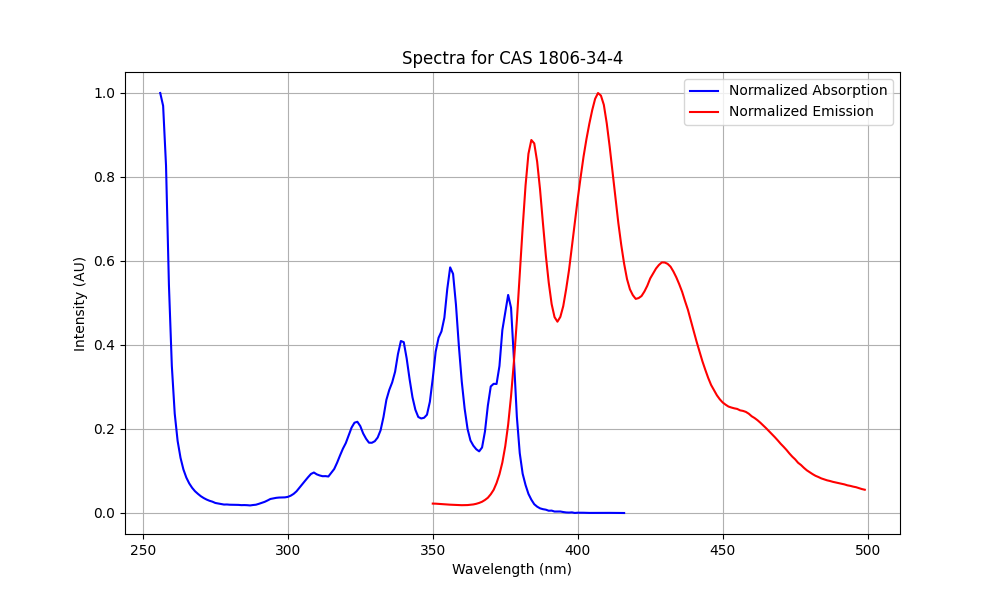 Spectra for CAS 1806-34-4
Normalized Absorption
Normalized Emission
Intensity (AU)
1.0
0.8
0.6
0.4
0.2
0.0
250 300 350 400 450 500
Wavelength (nm)